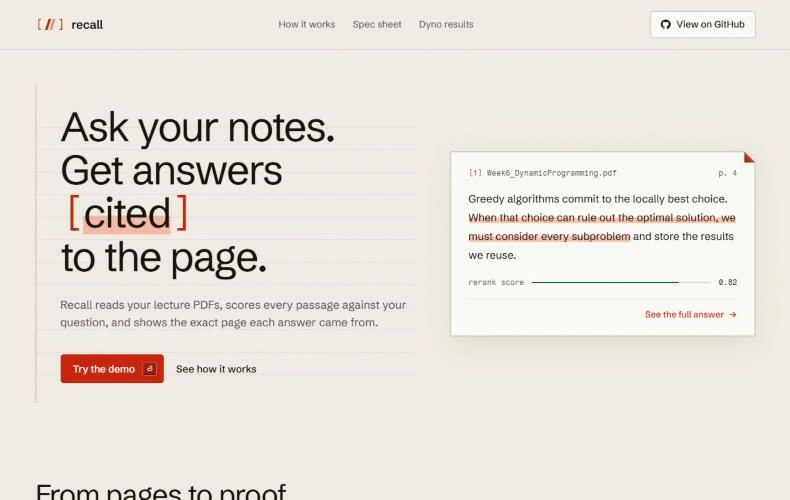 [//] recall
How it works
Spec sheet
Dyno results
View on GitHub
Ask your notes.
Get answers
[cited]
to the page.
Recall reads your lecture PDFs, scores every passage against your
question, and shows the exact page each answer came from.
Try the demo
See how it works
[1] Week6_DynamicProgramming.pdf
p. 4
Greedy algorithms commit to the locally best choice.
When that choice can rule out the optimal solution, we
must consider every subproblem and store the results
we reuse.
rerank score
0.82
See the full answer →
From pages to proof